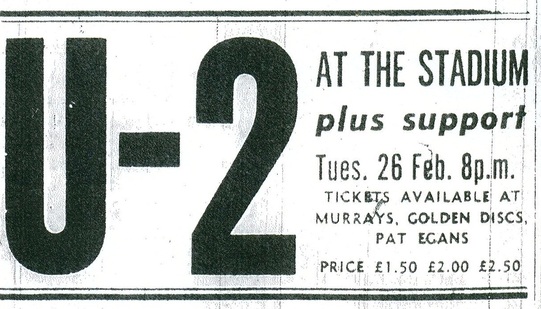 U-2
AT THE STADIUM
plus support
Tues. 26 Feb. 8p.m.
TICKETS AVAILABLE AT
MURRAYS, GOLDEN DISCS,
PAT EGANS
PRICE £1.50 £2.00 £2.50